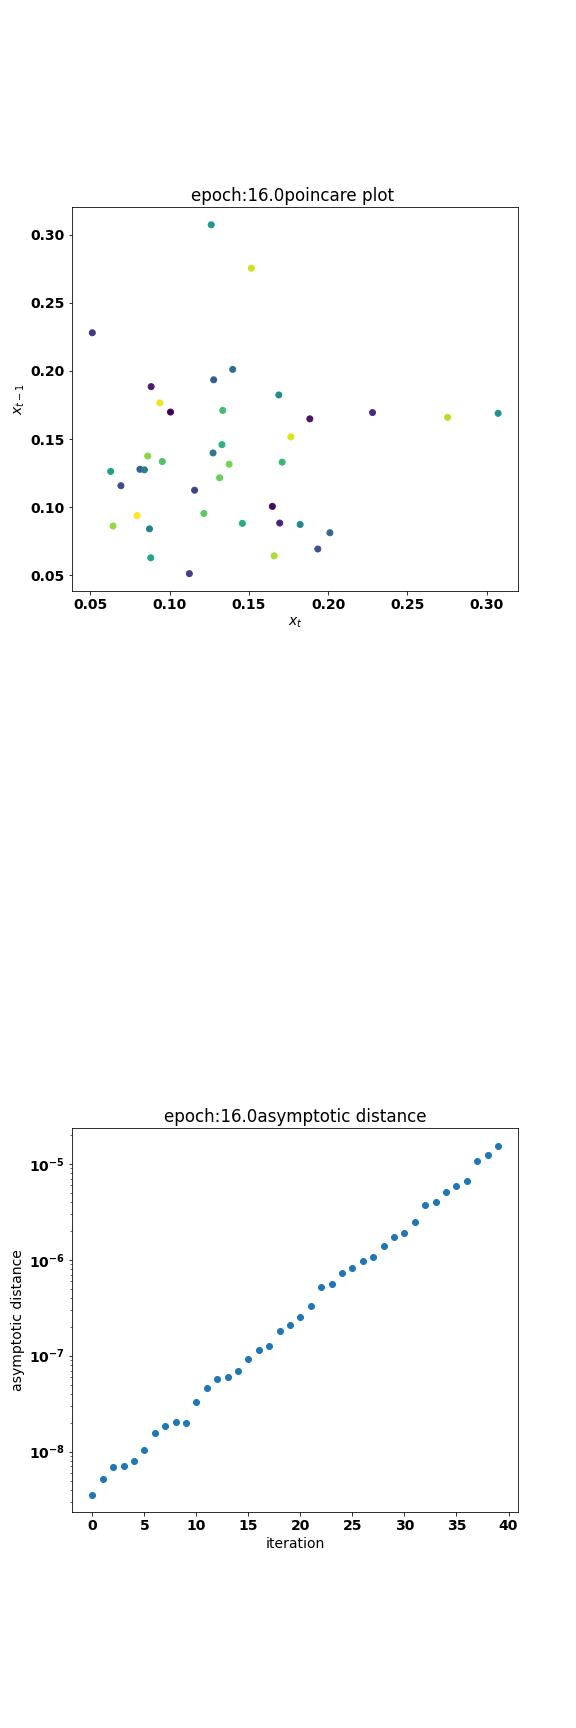 epoch:16.0poincare plot
0.30
0.25
0.20
0.15
0.10
0.05
x_{t-1}
0.05 0.10 0.15 0.20 0.25 0.30
x_t
epoch:16.0asymptotic distance
10^{-5}
10^{-6}
10^{-7}
10^{-8}
asymptotic distance
0 5 10 15 20 25 30 35 40
iteration